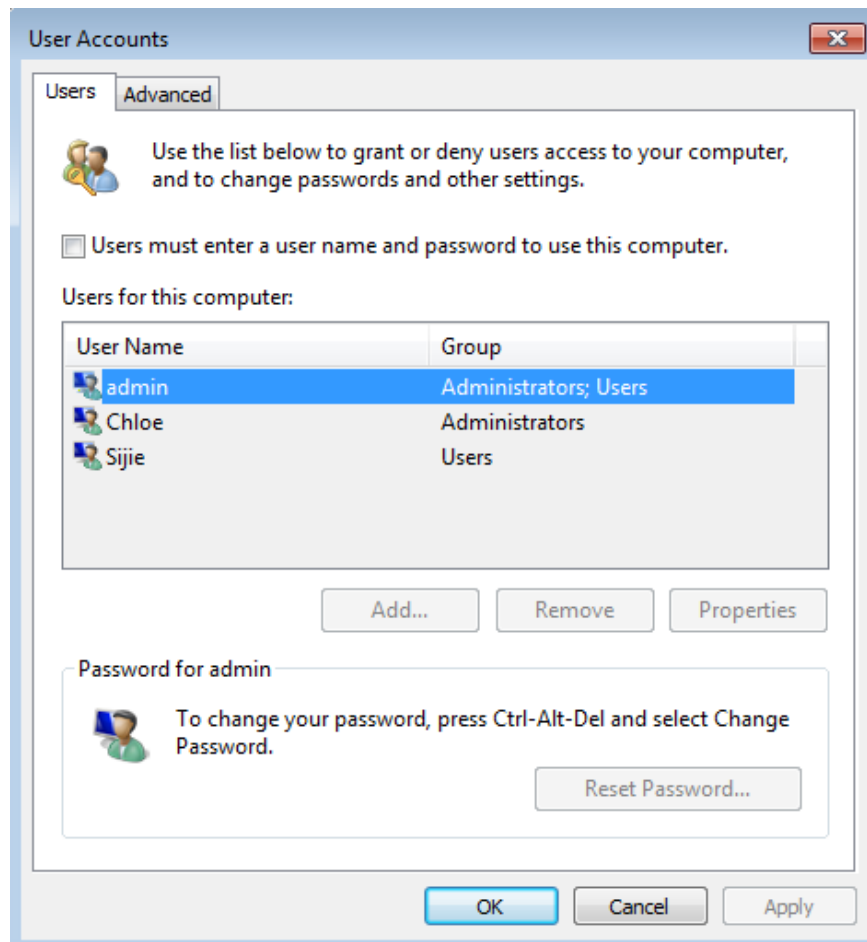 User Accounts
Users Advanced
Use the list below to grant or deny users access to your computer,
and to change passwords and other settings.
Users must enter a user name and password to use this computer.
Users for this computer:
User Name Group
admin Administrators; Users
Chloe Administrators
Sijie Users
Add... Remove Properties
Password for admin
To change your password, press Ctrl-Alt-Del and select Change
Password.
Reset Password...
OK Cancel Apply